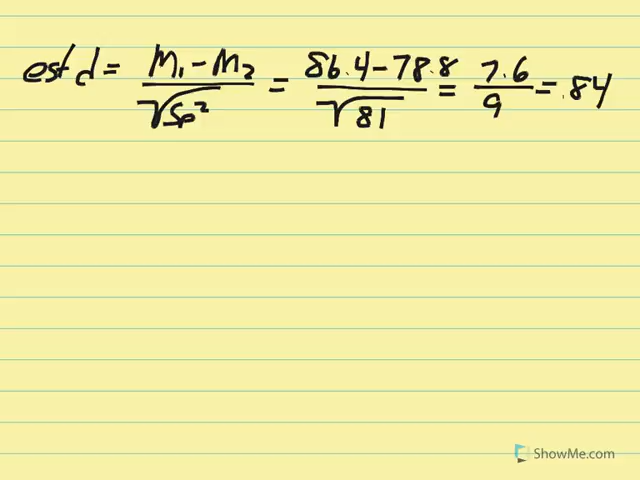 est d = M₁ - M₂ / √Sp² = 86.4 - 78.8 / √81 = 7.6 / 9 = .84
ShowMe.com